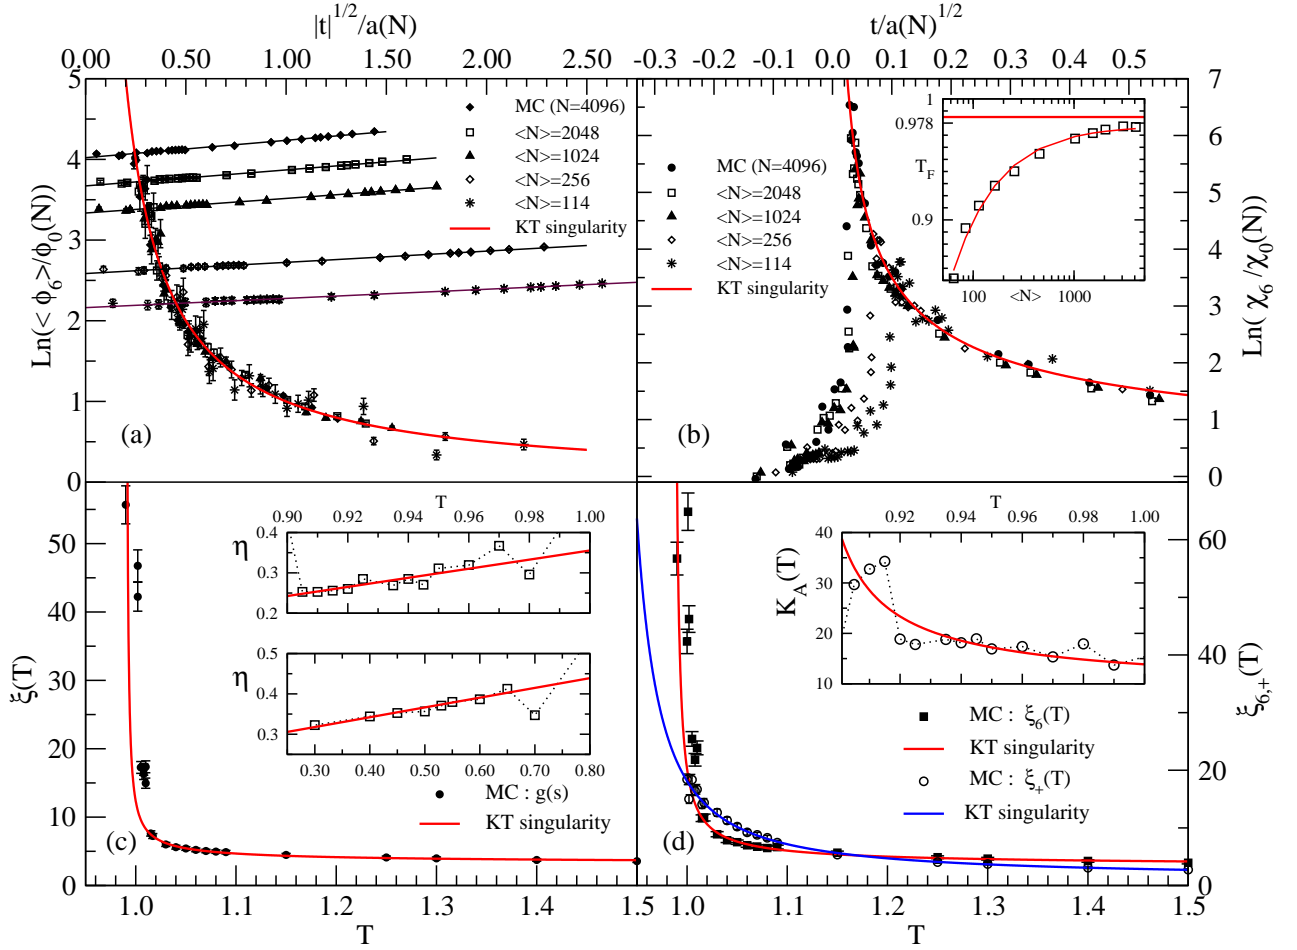 |t|^{1/2}/a(N)
0.00 0.50 1.00 1.50 2.00 2.50
t/a(N)^{1/2}
-0.3 -0.2 -0.1 0.0 0.1 0.2 0.3 0.4 0.5
Ln(< ϕ_6>/ϕ_0(N))
5
4
3
2
1
0
MC (N=4096)
<N>=2048
<N>=1024
<N>=256
<N>=114
KT singularity
(a)
Ln( χ_6 /χ_0(N))
7
6
5
4
3
2
1
0
MC (N=4096)
<N>=2048
<N>=1024
<N>=256
<N>=114
KT singularity
(b)
1
0.978
T_F
0.9
100 <N> 1000
ξ(T)
50
40
30
20
10
0
T
0.90 0.92 0.94 0.96 0.98 1.00
η
0.4
0.3
0.2
η
0.5
0.4
0.3
0.30 0.40 0.50 0.60 0.70 0.80
MC : g(s)
KT singularity
(c)
1.0 1.1 1.2 1.3 1.4 1.5
T
T
0.92 0.94 0.96 0.98 1.00
K_A(T)
40
30
20
10
MC : ξ_6(T)
KT singularity
MC : ξ_+(T)
KT singularity
(d)
ξ_{6,+}(T)
60
40
20
0
1.0 1.1 1.2 1.3 1.4 1.5
T